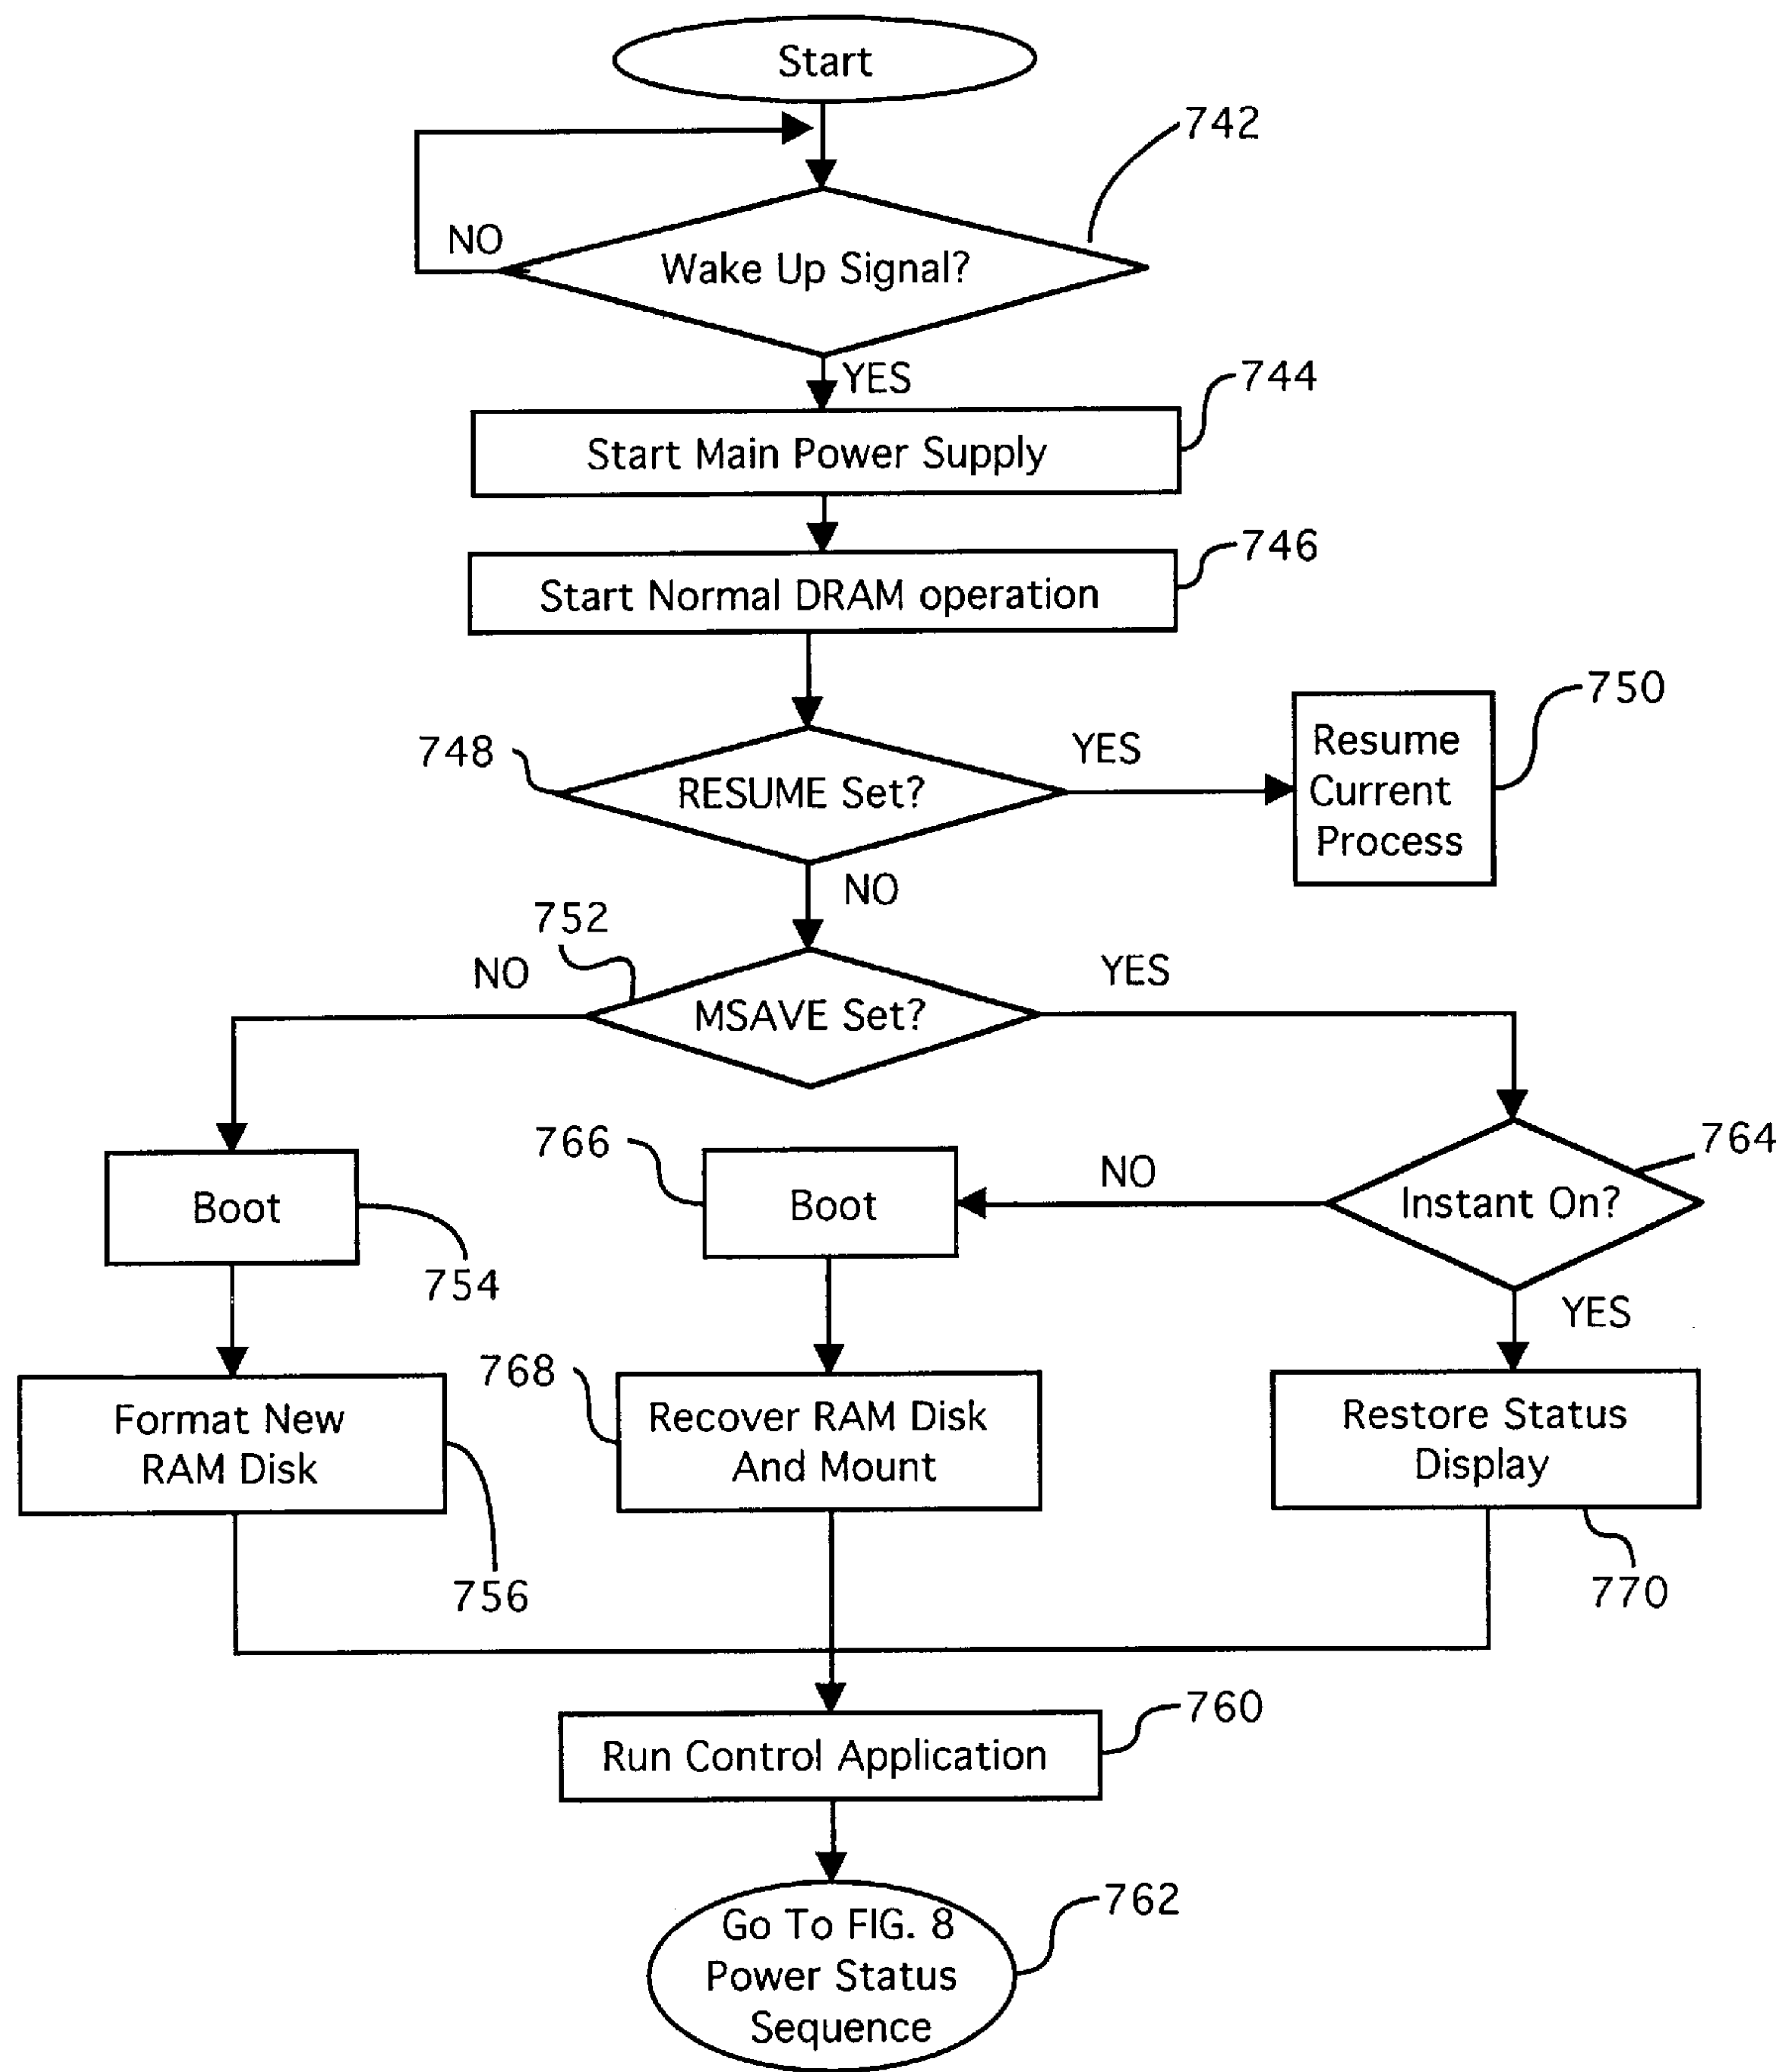 Start
742
NO
Wake Up Signal?
YES
744
Start Main Power Supply
746
Start Normal DRAM operation
748
RESUME Set?
YES
750
Resume
Current
Process
NO
752
NO
MSAVE Set?
YES
764
766
Boot
754
Boot
NO
Instant On?
YES
Format New
RAM Disk
756
768
Recover RAM Disk
And Mount
Restore Status
Display
770
760
Run Control Application
762
Go To FIG. 8
Power Status
Sequence